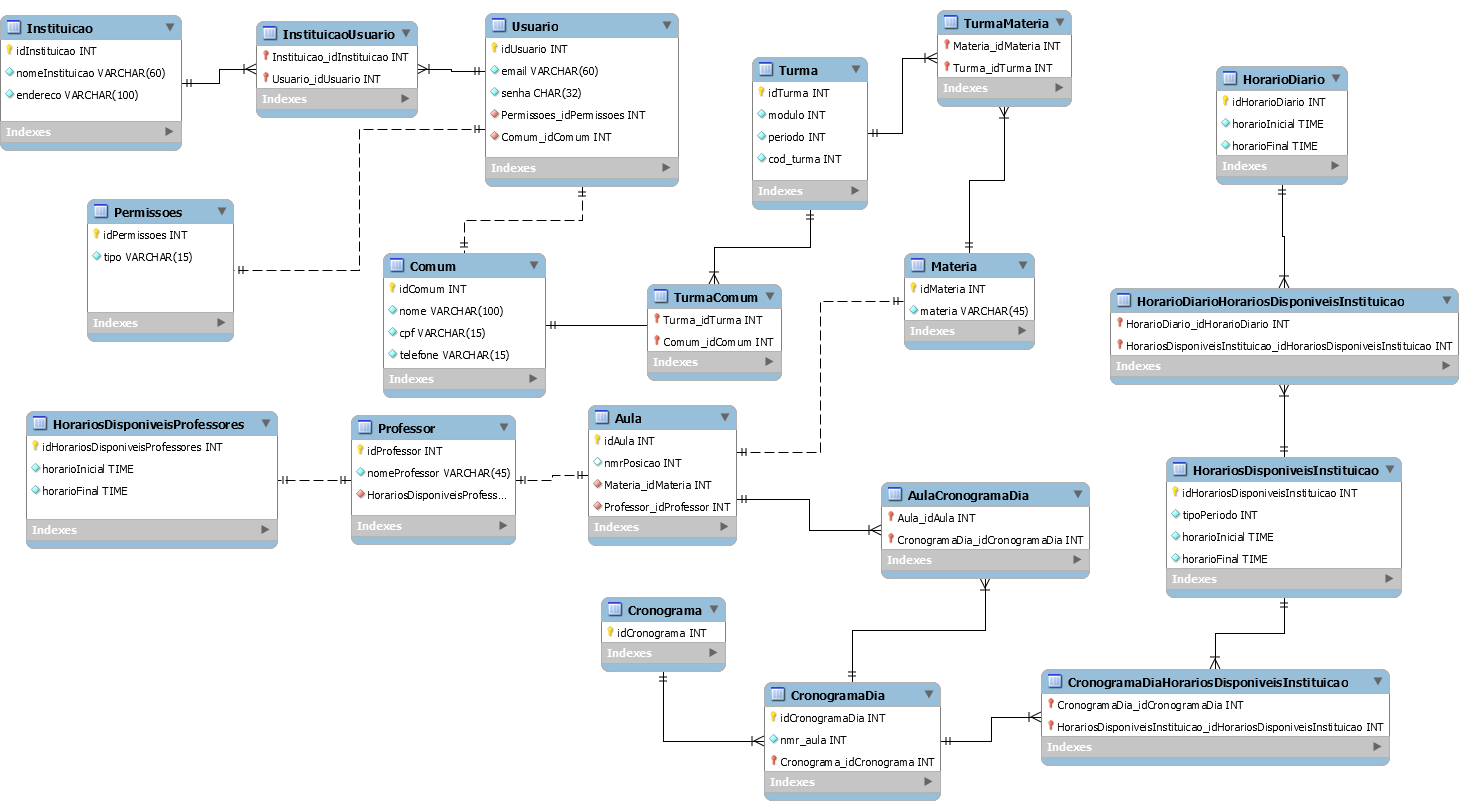 Instituicao
idInstituicao INT
nomeInstituicao VARCHAR(60)
endereco VARCHAR(100)
Indexes
InstituicaoUsuario
Instituicao_idInstituicao INT
Usuario_idUsuario INT
Indexes
Usuario
idUsuario INT
email VARCHAR(60)
senha CHAR(32)
Permissoes_idPermissoes INT
Comum_idComum INT
Indexes
Turma
idTurma INT
modulo INT
periodo INT
cod_turma INT
Indexes
TurmaMateria
Materia_idMateria INT
Turma_idTurma INT
Indexes
HorarioDiario
idHorarioDiario INT
horarioInicial TIME
horarioFinal TIME
Indexes
Permissoes
idPermissoes INT
tipo VARCHAR(15)
Indexes
Comum
idComum INT
nome VARCHAR(100)
cpf VARCHAR(15)
telefone VARCHAR(15)
Indexes
TurmaComum
Turma_idTurma INT
Comum_idComum INT
Indexes
Materia
idMateria INT
materia VARCHAR(45)
Indexes
HorarioDiarioHorariosDisponiveisInstituicao
HorarioDiario_idHorarioDiario INT
HorariosDisponiveisInstituicao_idHorariosDisponiveisInstituicao INT
Indexes
HorariosDisponiveisProfessores
idHorariosDisponiveisProfessores INT
horarioInicial TIME
horarioFinal TIME
Indexes
Professor
idProfessor INT
nomeProfessor VARCHAR(45)
HorariosDisponiveisProfess...
Indexes
Aula
idAula INT
nmrPosicao INT
Materia_idMateria INT
Professor_idProfessor INT
Indexes
AulaCronogramaDia
Aula_idAula INT
CronogramaDia_idCronogramaDia INT
Indexes
HorariosDisponiveisInstituicao
idHorariosDisponiveisInstituicao INT
tipoPeriodo INT
horarioInicial TIME
horarioFinal TIME
Indexes
Cronograma
idCronograma INT
Indexes
CronogramaDia
idCronogramaDia INT
nmr_aula INT
Cronograma_idCronograma INT
Indexes
CronogramaDiaHorariosDisponiveisInstituicao
CronogramaDia_idCronogramaDia INT
HorariosDisponiveisInstituicao_idHorariosDisponiveisInstituicao INT
Indexes